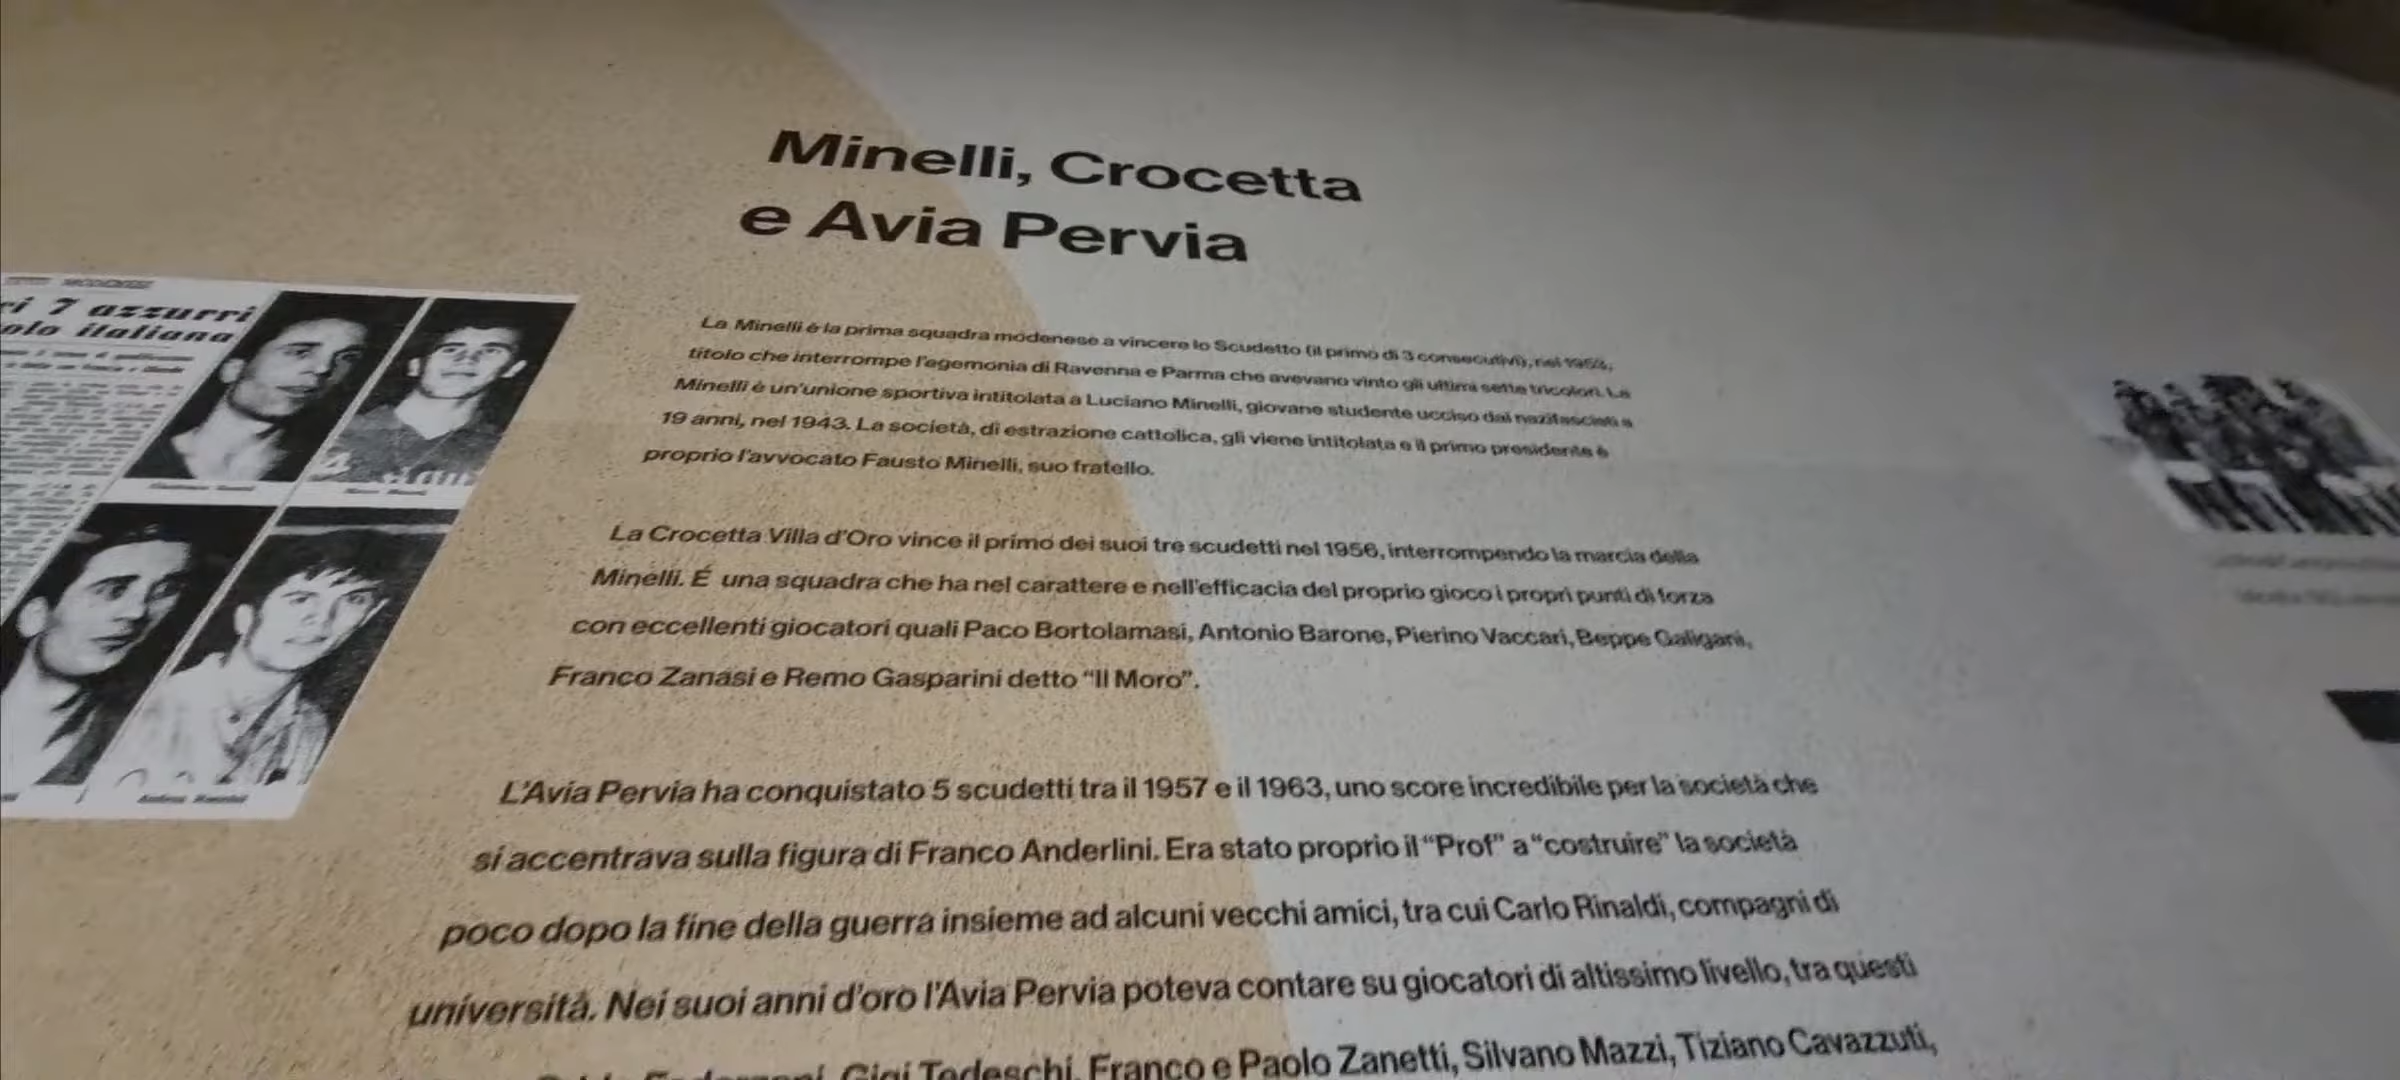 Minelli, Crocetta
e Avia Pervia
ri 7 azzurri
olo italiana
La Minelli è la prima squadra modenese a vincere lo Scudetto (il primo di 3 consecutivi), nel
titolo che interrompe l'egemonia di Ravenna e Parma che avevano vinto gli ultimi sette tricolori. La
Minelli è un'unione sportiva intitolata a Luciano Minelli, giovane studente ucciso dai nazifascisti a
19 anni, nel 1943. La società, di estrazione cattolica, gli viene intitolata e il primo presidente è
proprio l'avvocato Fausto Minelli, suo fratello.
La Crocetta Villa d'Oro vince il primo dei suoi tre scudetti nel 1956, interrompendo la marcia della
Minelli. É una squadra che ha nel carattere e nell'efficacia del proprio gioco i propri punti di forza
con eccellenti giocatori quali Paco Bortolamasi, Antonio Barone, Pierino Vaccari, Beppe Galigani,
Franco Zanasi e Remo Gasparini detto “Il Moro”.
L'Avia Pervia ha conquistato 5 scudetti tra il 1957 e il 1963, uno score incredibile per la società che
si accentrava sulla figura di Franco Anderlini. Era stato proprio il “Prof” a “costruire” la società
poco dopo la fine della guerra insieme ad alcuni vecchi amici, tra cui Carlo Rinaldi, compagni di
università. Nei suoi anni d'oro l'Avia Pervia poteva contare su giocatori di altissimo livello, tra questi
Gigi Tedeschi, Franco e Paolo Zanetti, Silvano Mazzi, Tiziano Cavazzuti,